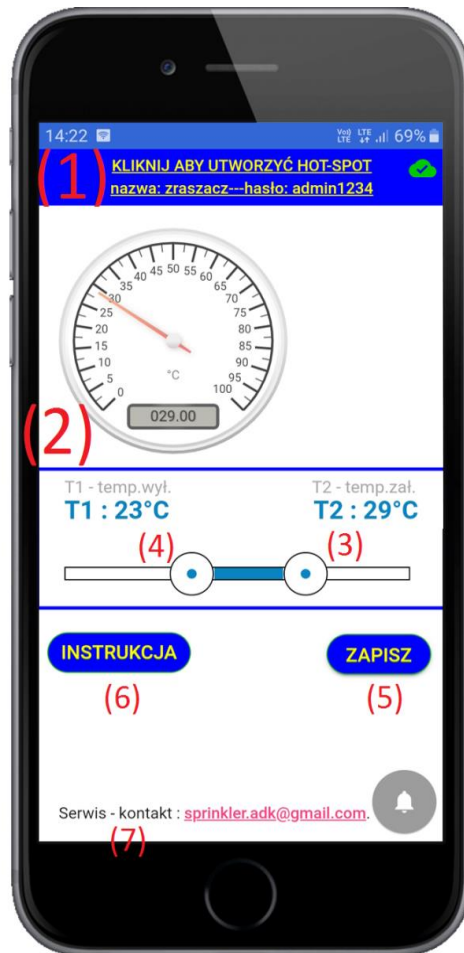 14:22 Vo)) LTE LTE 69%
(1) KLIKNIJ ABY UTWORZYĆ HOT-SPOT
nazwa: zraszacz---hasło: admin1234
0 5 10 15 20 25 30 35 40 45 50 55 60 65 70 75 80 85 90 95 100
°C
029.00
(2)
T1 - temp.wył. T2 - temp.zał.
T1 : 23°C T2 : 29°C
(4) (3)
INSTRUKCJA ZAPISZ
(6) (5)
Serwis - kontakt : sprinkler.adk@gmail.com.
(7)